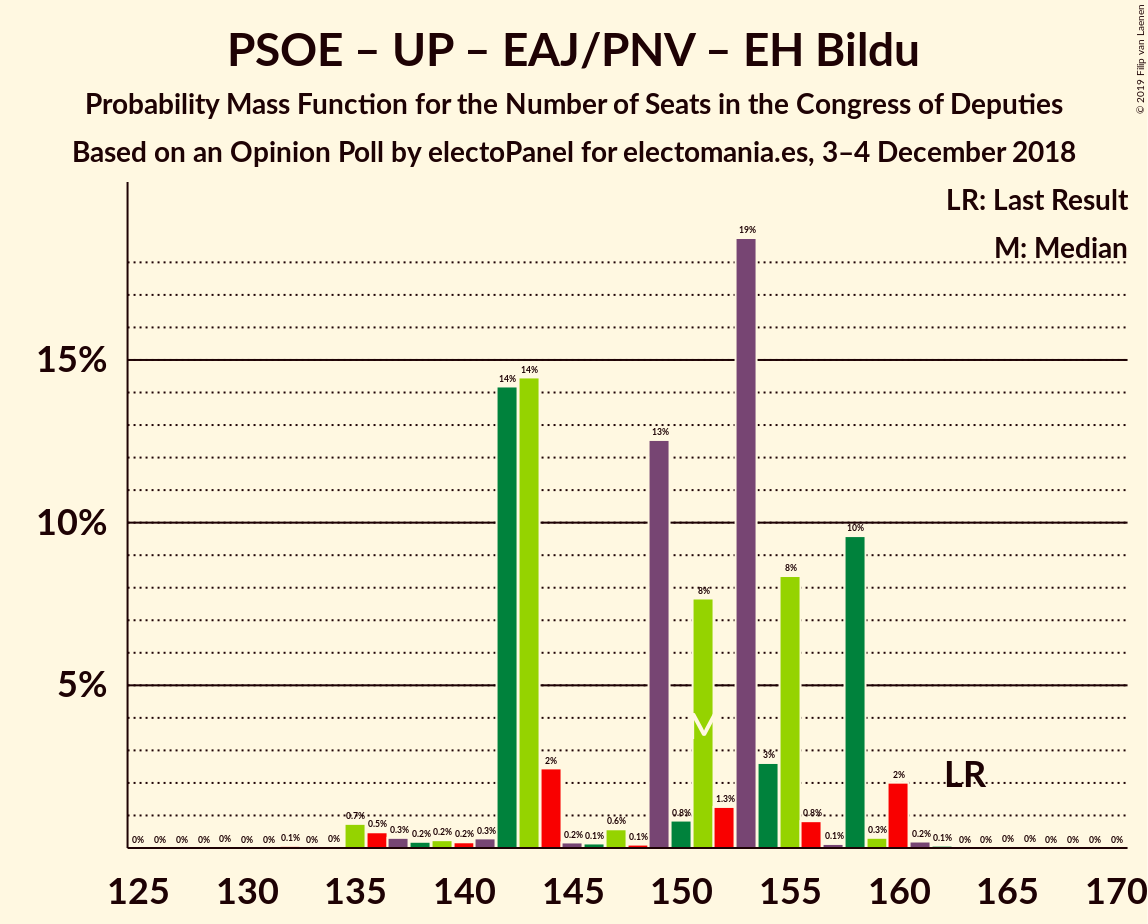 PSOE – UP – EAJ/PNV – EH Bildu
Probability Mass Function for the Number of Seats in the Congress of Deputies
Based on an Opinion Poll by electoPanel for electomania.es, 3–4 December 2018
© 2019 Filip van Laenen
LR: Last Result
M: Median
15%
10%
5%
0% 0% 0% 0% 0% 0% 0% 0.1% 0% 0% 0.7% 0.5% 0.3% 0.2% 0.2% 0.2% 0.3% 14% 14% 2% 0.2% 0.1% 0.6% 0.1% 13% 0.8% 8% 1.3% 19% 3% 8% 0.8% 0.1% 10% 0.3% 2% 0.2% 0.1% 0% 0% 0% 0% 0% 0% 0% 0%
M
LR
125 130 135 140 145 150 155 160 165 170